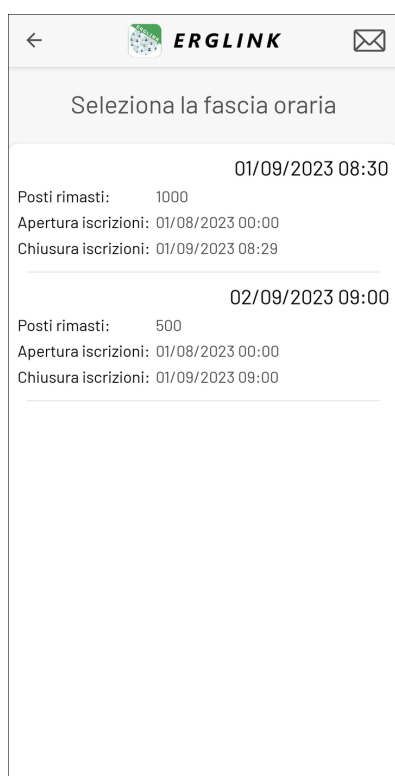 ERGLINK
Seleziona la fascia oraria
01/09/2023 08:30
Posti rimasti: 1000
Apertura iscrizioni: 01/08/2023 00:00
Chiusura iscrizioni: 01/09/2023 08:29
02/09/2023 09:00
Posti rimasti: 500
Apertura iscrizioni: 01/08/2023 00:00
Chiusura iscrizioni: 01/09/2023 09:00